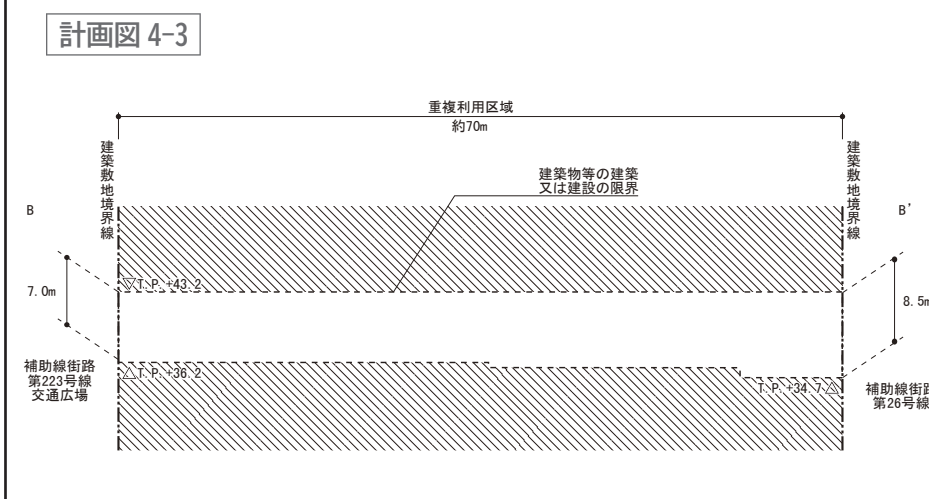 計画図 4-3
重複利用区域
約70m
建築敷地境界線
建築敷地境界線
建築物等の建築
又は建設の限界
B
B'
▽T.P.+43.2
7.0m
8.5m
△T.P.+36.2
T.P.+34.7△
補助線街路
第223号線
交通広場
補助線街路
第26号線